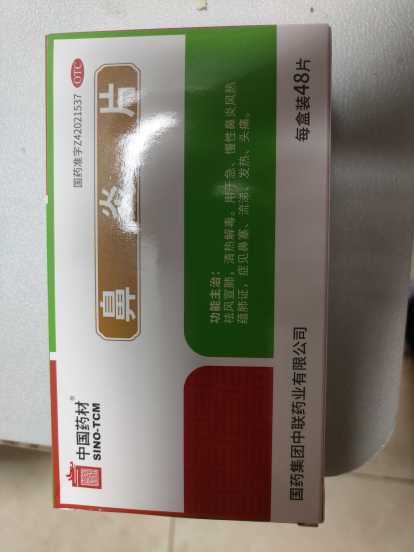 国药准字Z42021537
OTC
鼻炎片
中国药材®
SINO-TCM
功能主治:
祛风宣肺,清热解毒。用于急、慢性鼻炎风热
蕴肺证,症见鼻塞、流涕、发热、头痛。
每盒装48片
国药集团中联药业有限公司